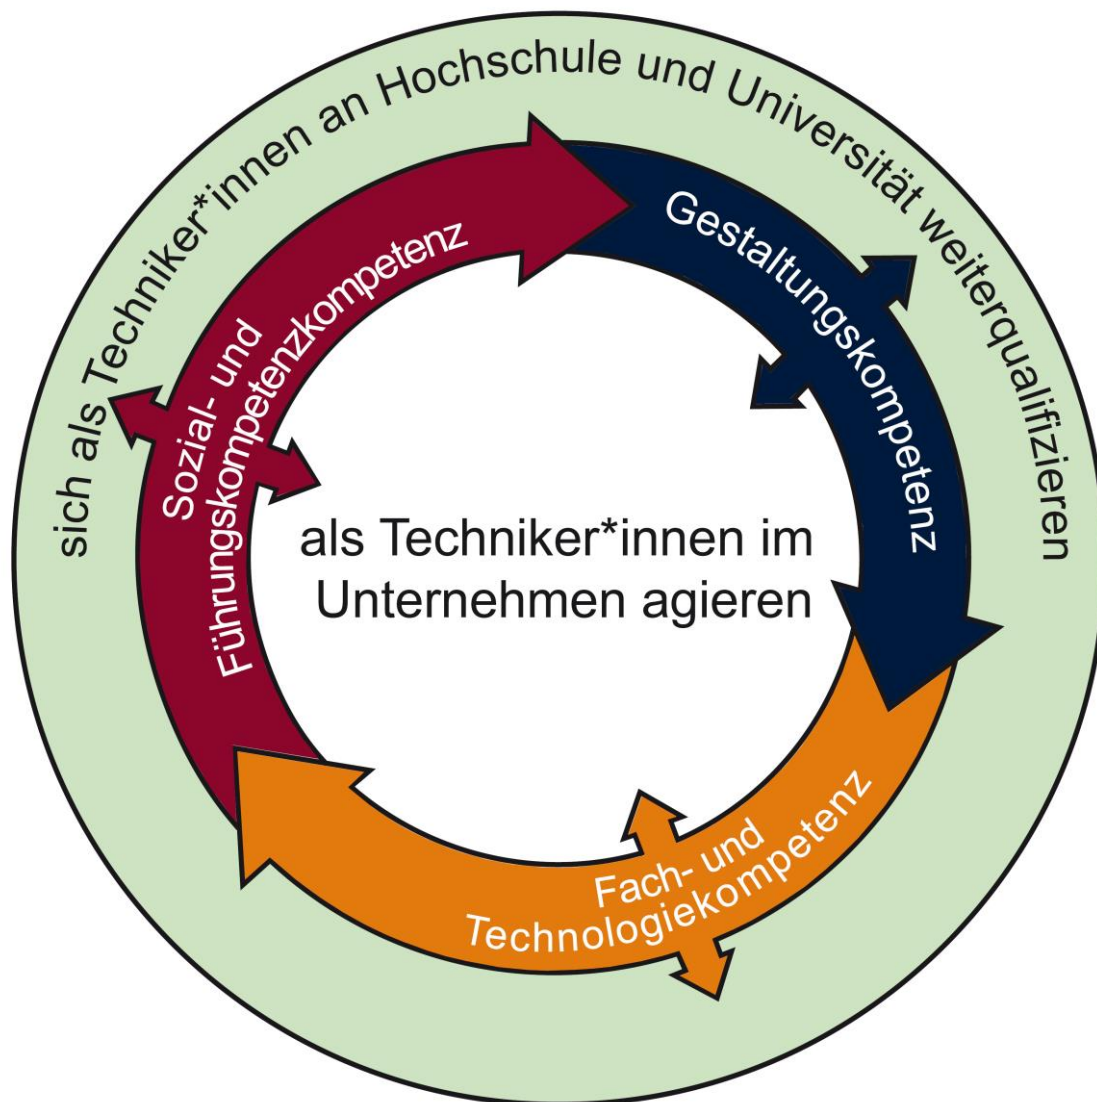 sich als Techniker*innen an Hochschule und Universität weiterqualifizieren
Sozial- und
Führungskompetenzkompetenz
Gestaltungskompetenz
als Techniker*innen im
Unternehmen agieren
Fach- und
Technologiekompetenz